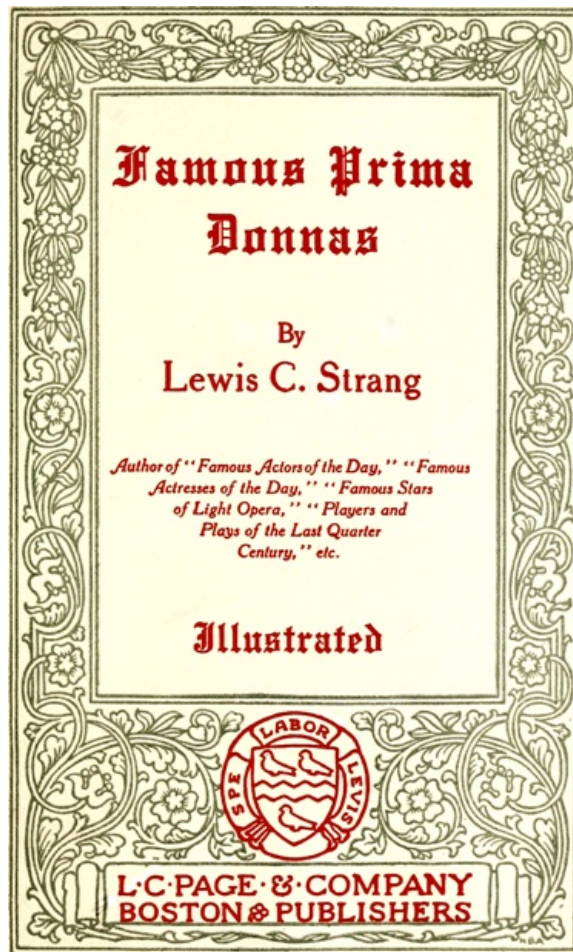 Famous Prima
Donnas
By
Lewis C. Strang
Author of "Famous Actors of the Day," "Famous
Actresses of the Day," "Famous Stars
of Light Opera," "Players and
Plays of the Last Quarter
Century," etc.
Illustrated
SPE LABOR LEVIS
L·C·PAGE·&·COMPANY
BOSTON PUBLISHERS